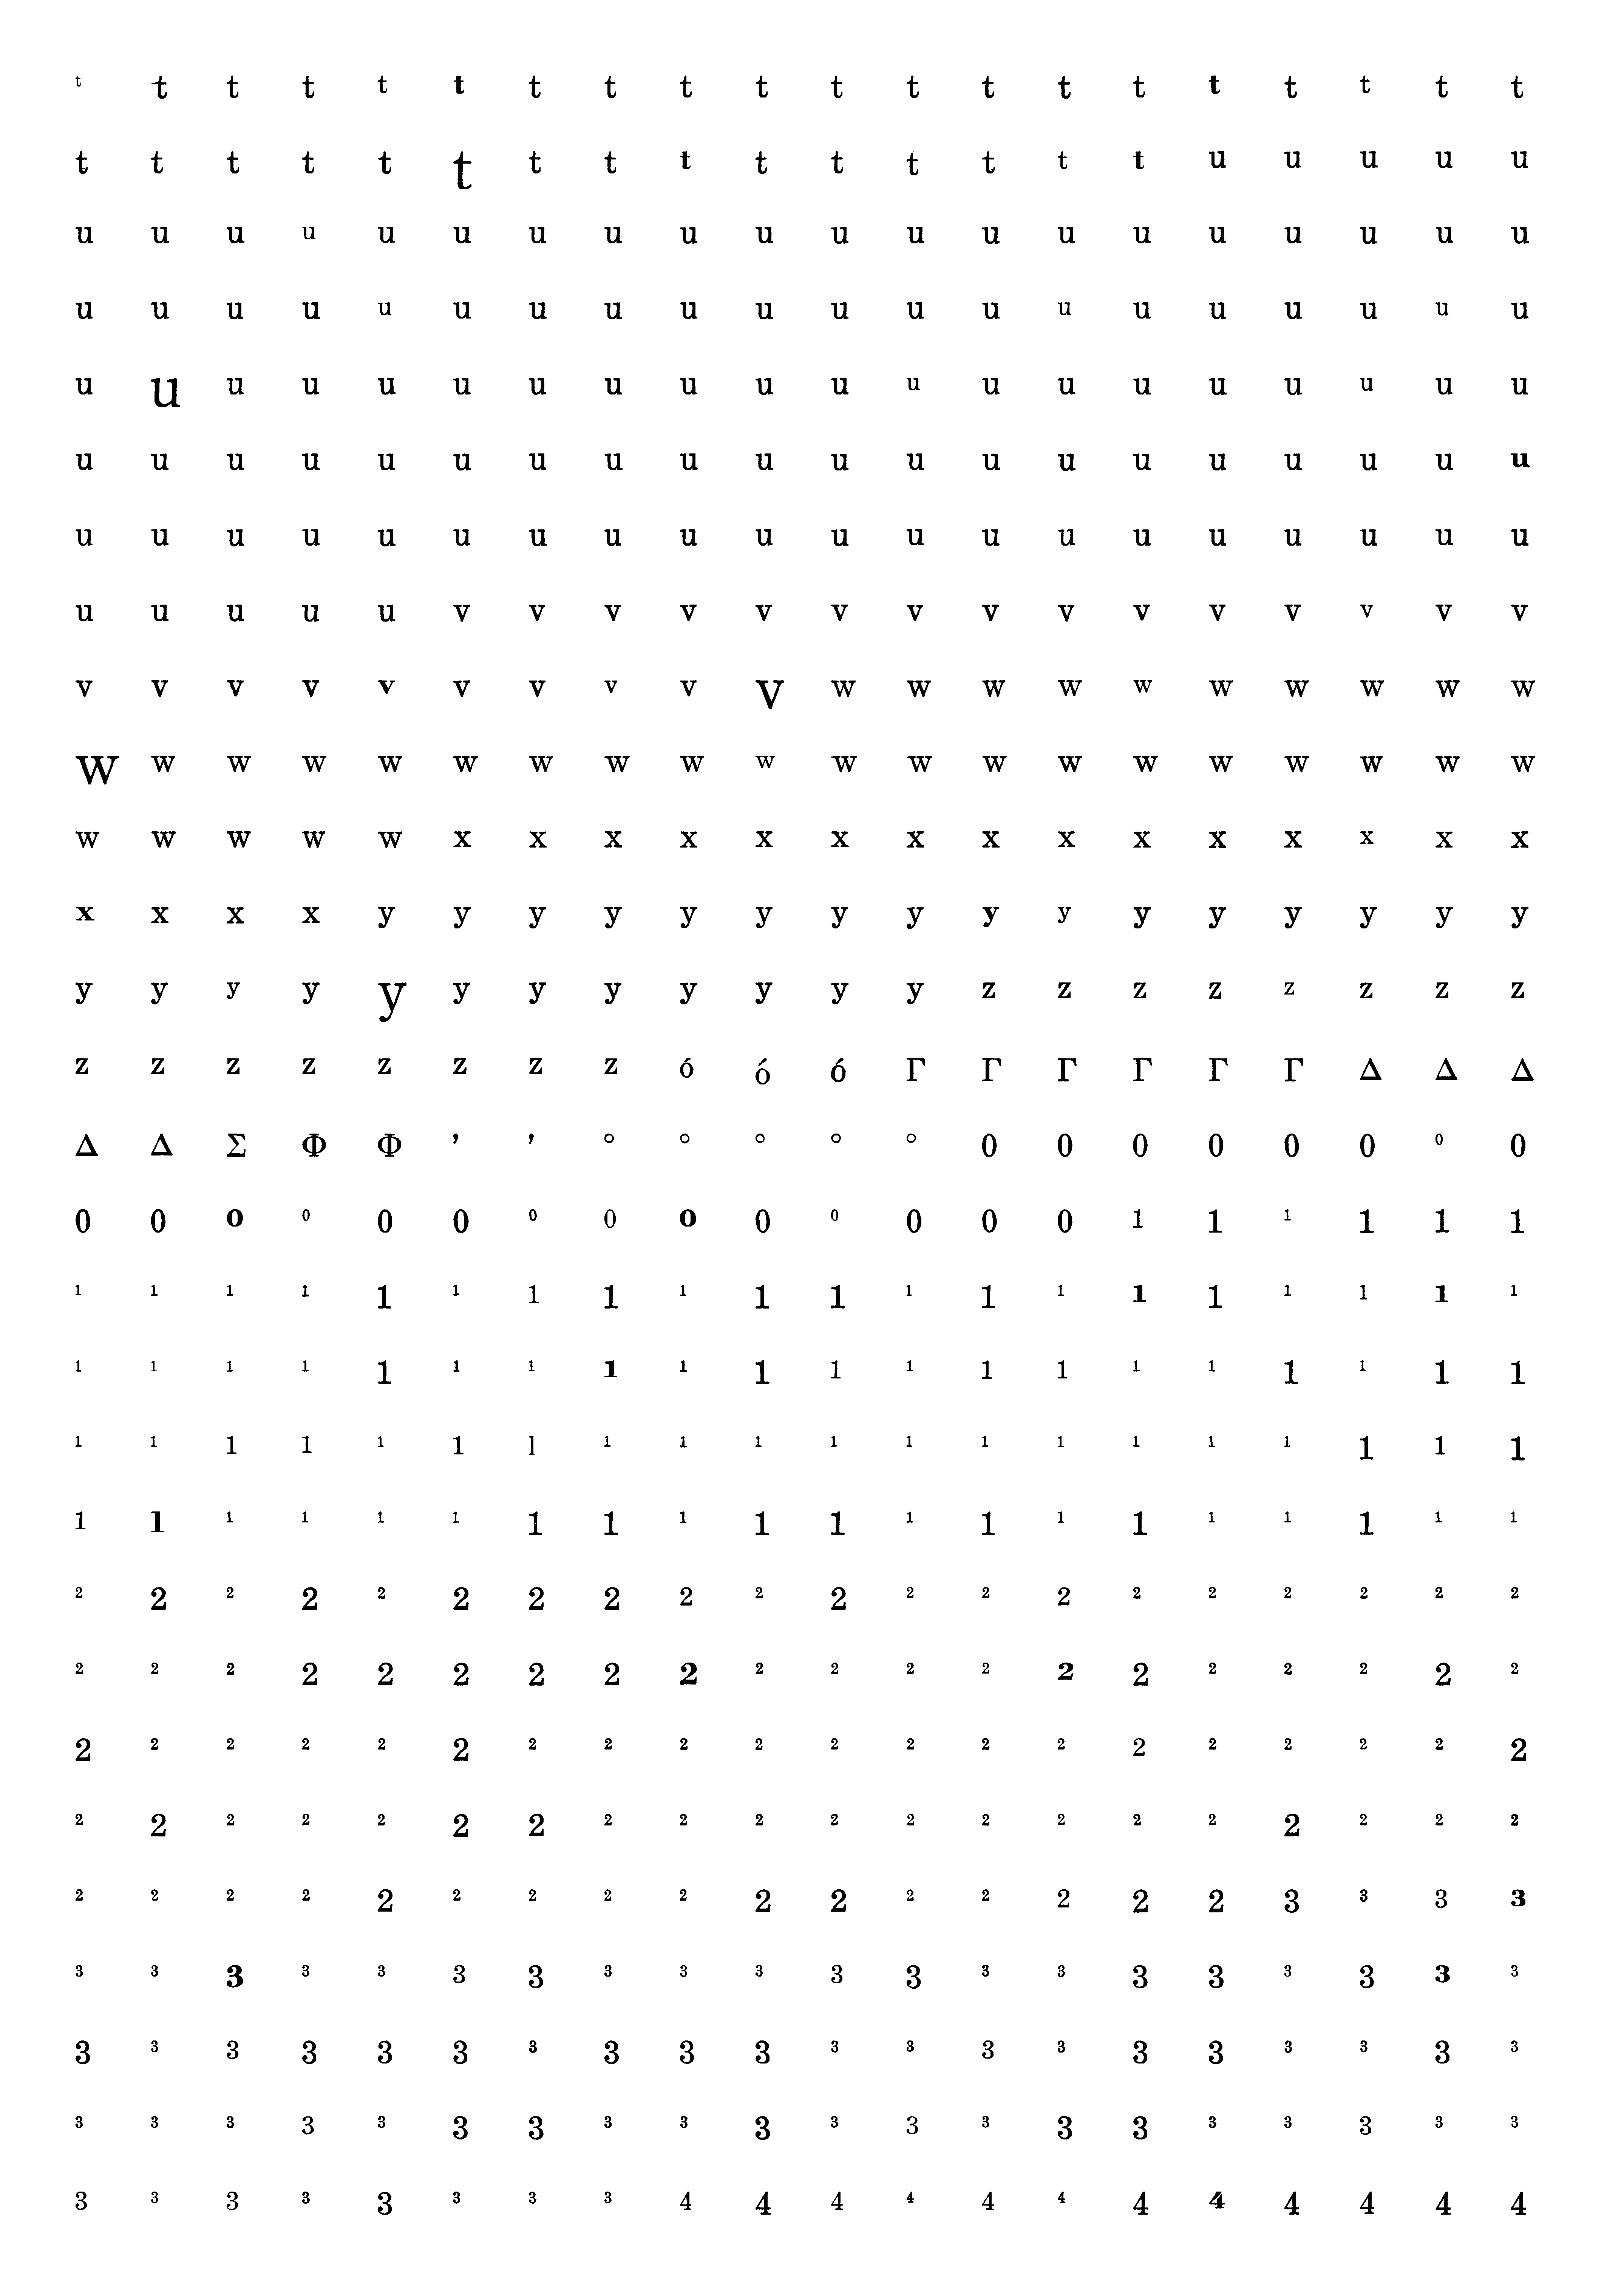 t t t t t t t t t t t t t t t t t t t t
t t t t t t t t t t t t t t t u u u u u
u u u u u u u u u u u u u u u u u u u u
u u u u u u u u u u u u u u u u u u u u
u u u u u u u u u u u u u u u u u u u u
u u u u u u u u u u u u u u u u u u u u
u u u u u u u u u u u u u u u u u u u u
u u u u u v v v v v v v v v v v v v v v
v v v v v v v v v v w w w w w w w w w w
w w w w w w w w w w w w w w w w w w w w
w w w w w x x x x x x x x x x x x x x x
x x x x y y y y y y y y y y y y y y y y
y y y y y y y y y y y y z z z z z z z z
z z z z z z z z ó ó ó Γ Γ Γ Γ Γ Γ Δ Δ Δ
Δ Δ Σ Φ Φ ’ ’ ° ° ° ° ° 0 0 0 0 0 0 0 0
0 0 0 0 0 0 0 0 0 0 0 0 0 0 1 1 1 1 1 1
1 1 1 1 1 1 1 1 1 1 1 1 1 1 1 1 1 1 1 1
1 1 1 1 1 1 1 1 1 1 1 1 1 1 1 1 1 1 1 1
1 1 1 1 1 1 1 1 1 1 1 1 1 1 1 1 1 1 1 1
1 1 1 1 1 1 1 1 1 1 1 1 1 1 1 1 1 1 1 1
2 2 2 2 2 2 2 2 2 2 2 2 2 2 2 2 2 2 2 2
2 2 2 2 2 2 2 2 2 2 2 2 2 2 2 2 2 2 2 2
2 2 2 2 2 2 2 2 2 2 2 2 2 2 2 2 2 2 2 2
2 2 2 2 2 2 2 2 2 2 2 2 2 2 2 2 2 2 2 2
2 2 2 2 2 2 2 2 2 2 2 2 2 2 2 2 3 3 3 3
3 3 3 3 3 3 3 3 3 3 3 3 3 3 3 3 3 3 3 3
3 3 3 3 3 3 3 3 3 3 3 3 3 3 3 3 3 3 3 3
3 3 3 3 3 3 3 3 3 3 3 3 3 3 3 3 3 3 3 3
3 3 3 3 3 3 3 3 4 4 4 4 4 4 4 4 4 4 4 4